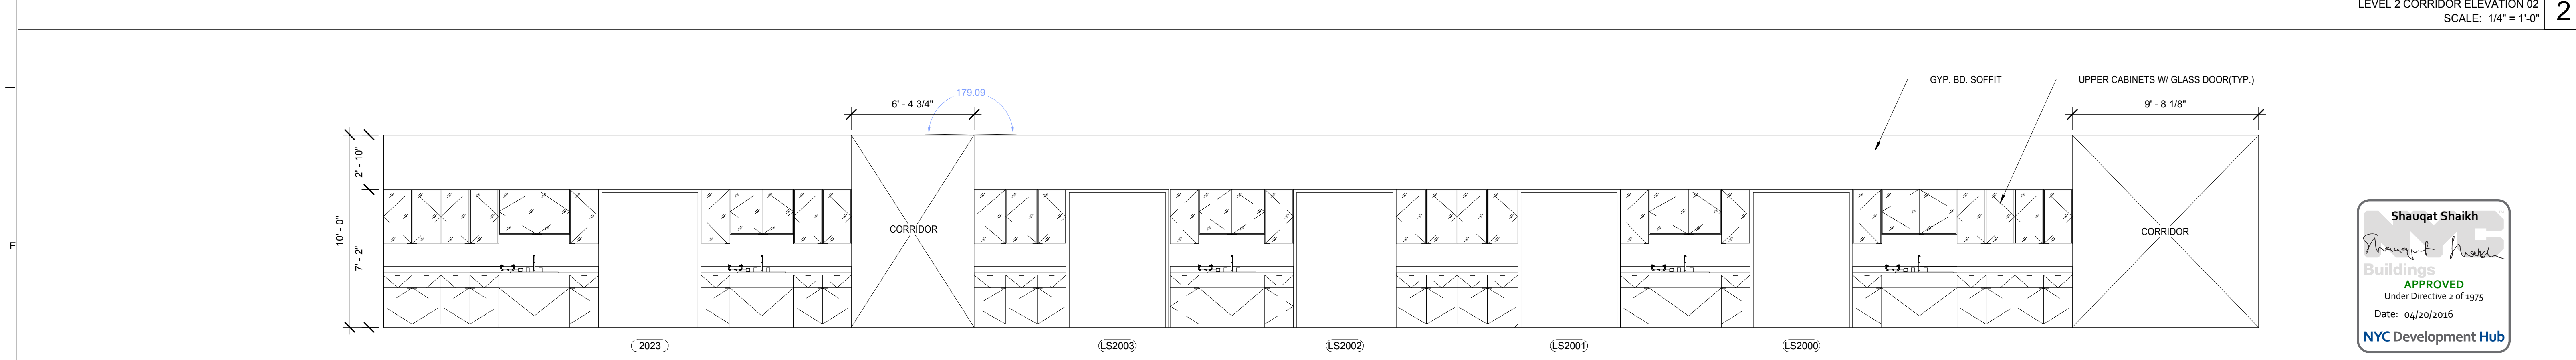 LEVEL 2 CORRIDOR ELEVATION 02
SCALE: 1/4" = 1'-0"
2
GYP. BD. SOFFIT
UPPER CABINETS W/ GLASS DOOR(TYP.)
179.09
6' - 4 3/4"
9' - 8 1/8"
2' - 10"
10' - 0"
7' - 2"
E
CORRIDOR
CORRIDOR
2023
LS2003
LS2002
LS2001
LS2000
Shauqat Shaikh
NYC
Shauqat Shaikh
Buildings
APPROVED
Under Directive 2 of 1975
Date: 04/20/2016
NYC Development Hub